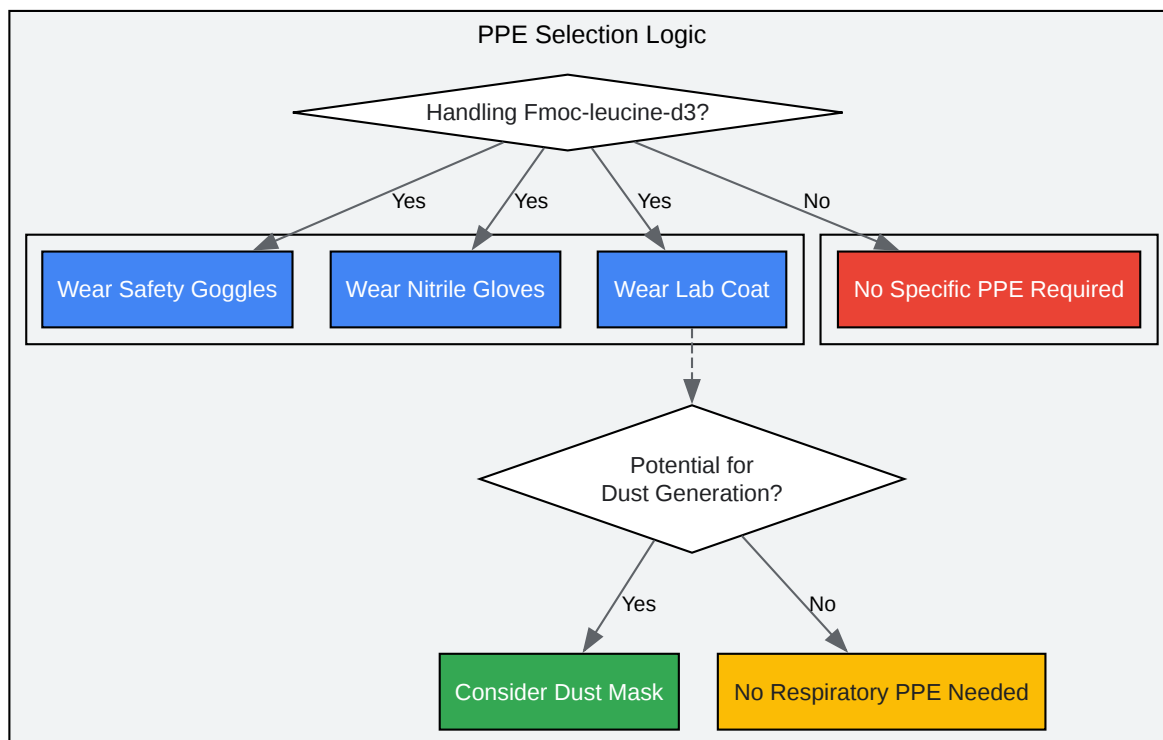 PPE Selection Logic
Handling Fmoc-leucine-d3?
Yes
Yes
Yes
No
Wear Safety Goggles
Wear Nitrile Gloves
Wear Lab Coat
No Specific PPE Required
Potential for
Dust Generation?
Yes
No
Consider Dust Mask
No Respiratory PPE Needed